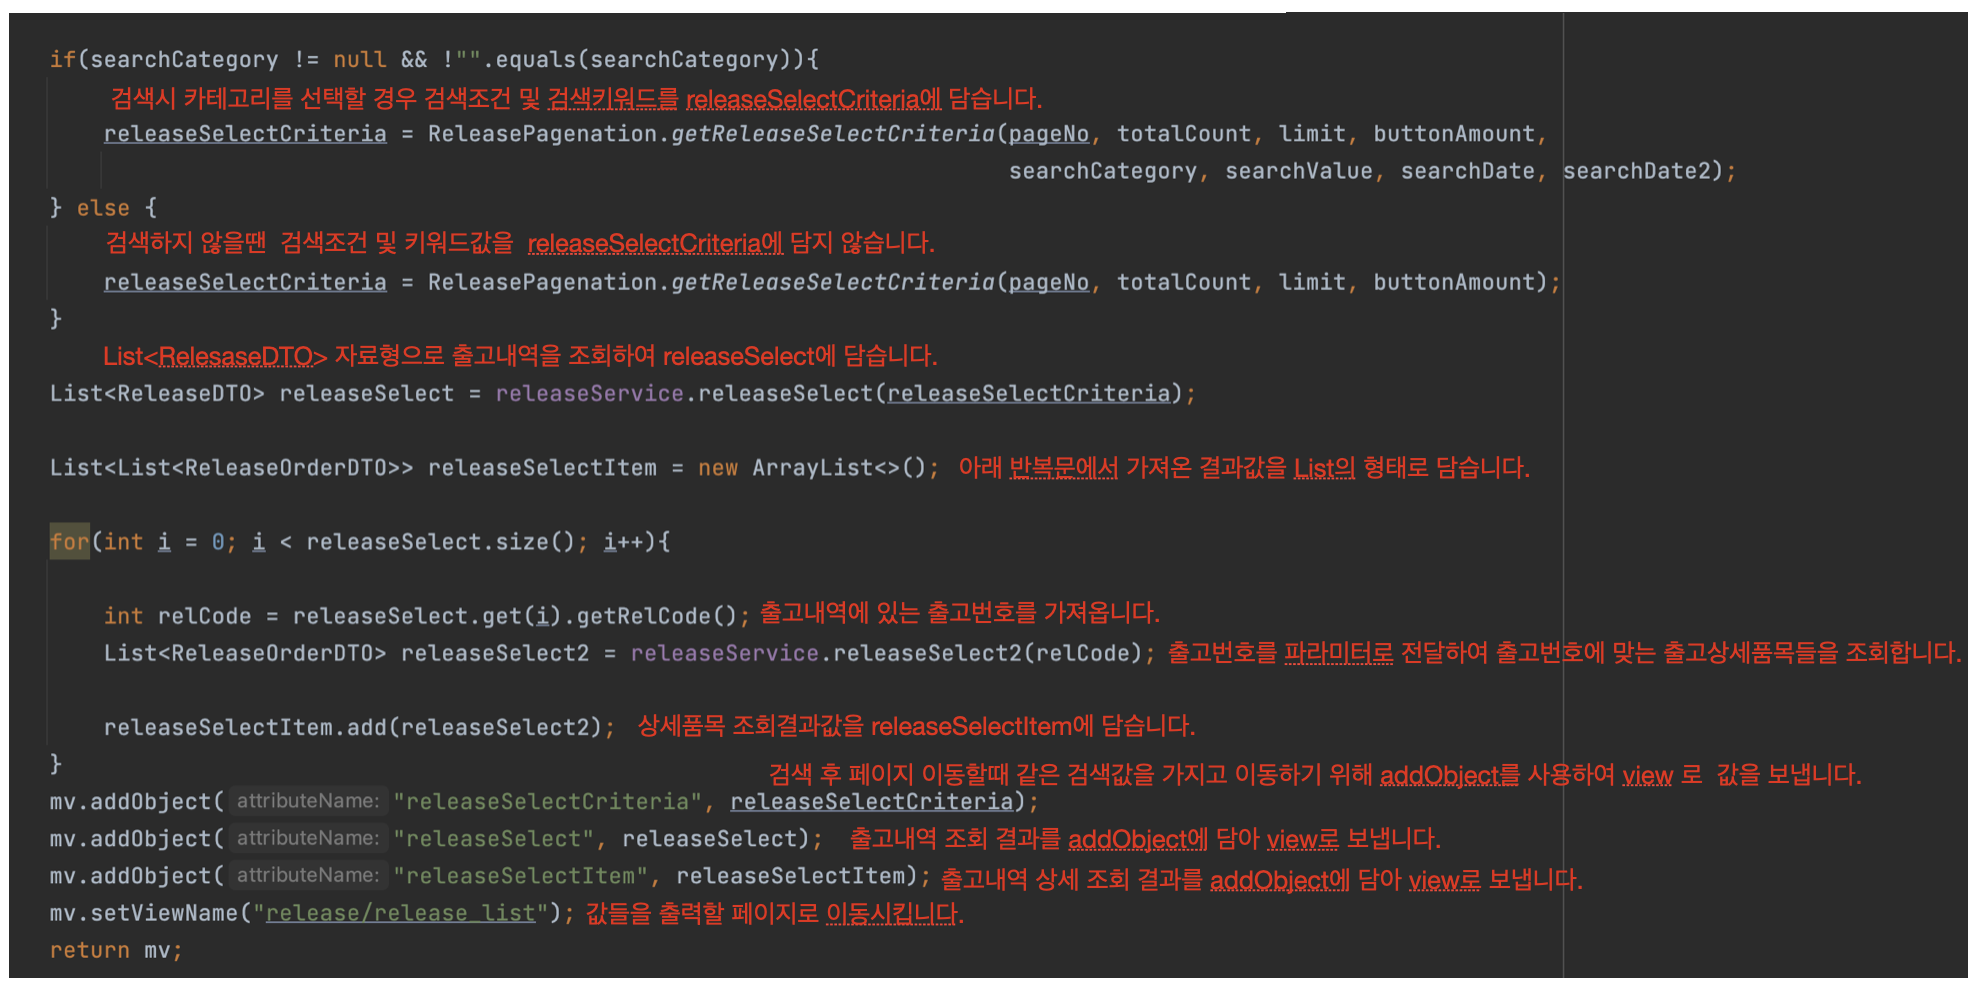 if(searchCategory != null && !"".equals(searchCategory)){
검색시 카테고리를 선택할 경우 검색조건 및 검색키워드를 releaseSelectCriteria에 담습니다.
releaseSelectCriteria = ReleasePagenation.getReleaseSelectCriteria(pageNo, totalCount, limit, buttonAmount,
searchCategory, searchValue, searchDate, searchDate2);
} else {
검색하지 않을땐 검색조건 및 키워드값을 releaseSelectCriteria에 담지 않습니다.
releaseSelectCriteria = ReleasePagenation.getReleaseSelectCriteria(pageNo, totalCount, limit, buttonAmount);
}
List<RelesaseDTO> 자료형으로 출고내역을 조회하여 releaseSelect에 담습니다.
List<ReleaseDTO> releaseSelect = releaseService.releaseSelect(releaseSelectCriteria);
List<List<ReleaseOrderDTO>> releaseSelectItem = new ArrayList<>(); 아래 반복문에서 가져온 결과값을 List의 형태로 담습니다.
for(int i = 0; i < releaseSelect.size(); i++){
int relCode = releaseSelect.get(i).getRelCode(); 출고내역에 있는 출고번호를 가져옵니다.
List<ReleaseOrderDTO> releaseSelect2 = releaseService.releaseSelect2(relCode); 출고번호를 파라미터로 전달하여 출고번호에 맞는 출고상세품목들을 조회합니다.
releaseSelectItem.add(releaseSelect2); 상세품목 조회결과값을 releaseSelectItem에 담습니다.
}
검색 후 페이지 이동할때 같은 검색값을 가지고 이동하기 위해 addObject를 사용하여 view 로 값을 보냅니다.
mv.addObject( attributeName: "releaseSelectCriteria", releaseSelectCriteria);
mv.addObject( attributeName: "releaseSelect", releaseSelect); 출고내역 조회 결과를 addObject에 담아 view로 보냅니다.
mv.addObject( attributeName: "releaseSelectItem", releaseSelectItem); 출고내역 상세 조회 결과를 addObject에 담아 view로 보냅니다.
mv.setViewName("release/release_list"); 값들을 출력할 페이지로 이동시킵니다.
return mv;